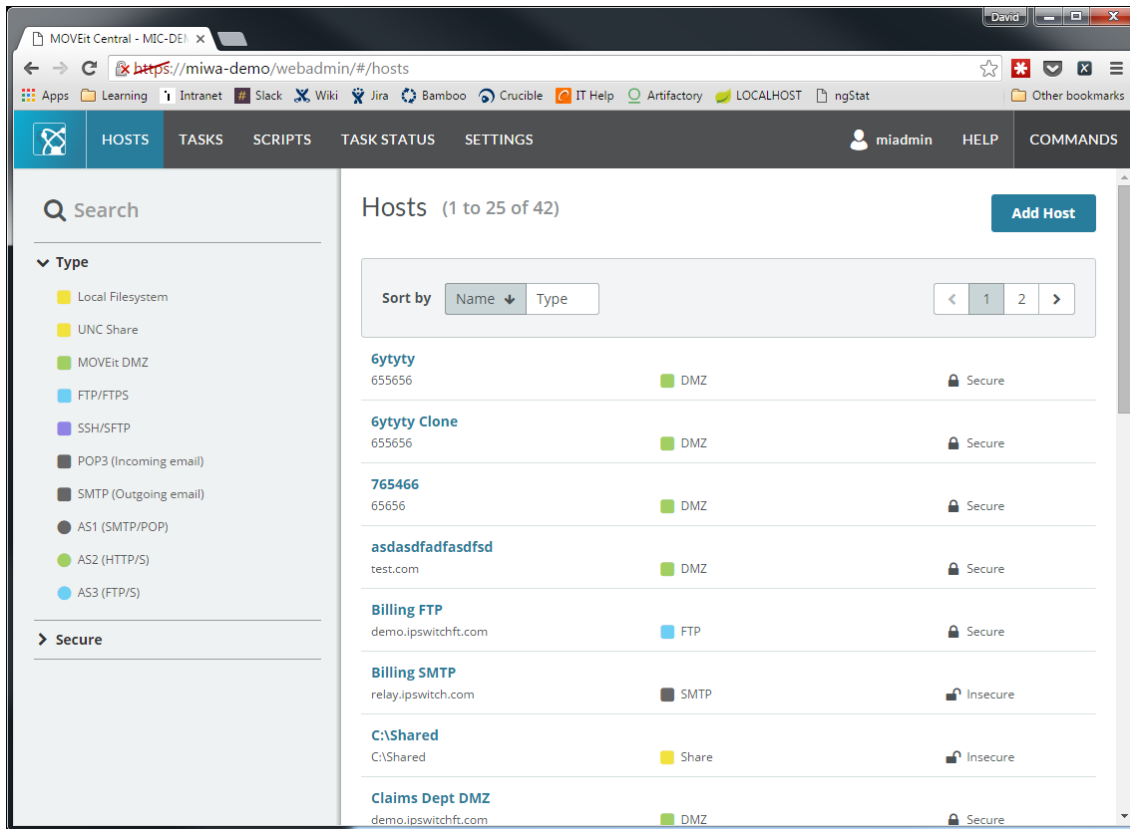 David
MOVEit Central - MIC-DEM
https://miwa-demo/webadmin/#/hosts
Apps Learning Intranet Slack Wiki Jira Bamboo Crucible IT Help Artifactory LOCALHOST ngStat Other bookmarks
HOSTS TASKS SCRIPTS TASK STATUS SETTINGS miadmin HELP COMMANDS
Search
Type
Local Filesystem
UNC Share
MOVEit DMZ
FTP/FTPS
SSH/SFTP
POP3 (Incoming email)
SMTP (Outgoing email)
AS1 (SMTP/POP)
AS2 (HTTP/S)
AS3 (FTP/S)
Secure
Hosts (1 to 25 of 42)
Add Host
Sort by Name Type 1 2
6ytyty
655656 DMZ Secure
6ytyty Clone
655656 DMZ Secure
765466
65656 DMZ Secure
asdasdfadfasdfsd
test.com DMZ Secure
Billing FTP
demo.ipswitchft.com FTP Secure
Billing SMTP
relay.ipswitch.com SMTP Insecure
C:\Shared
C:\Shared Share Insecure
Claims Dept DMZ
demo.ipswitchft.com DMZ Secure